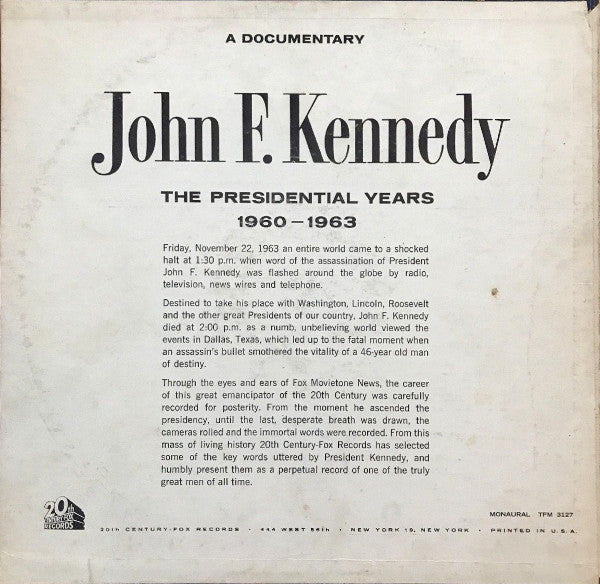 A DOCUMENTARY
John F. Kennedy
THE PRESIDENTIAL YEARS
1960–1963
Friday, November 22, 1963 an entire world came to a shocked
halt at 1:30 p.m. when word of the assassination of President
John F. Kennedy was flashed around the globe by radio,
television, news wires and telephone.
Destined to take his place with Washington, Lincoln, Roosevelt
and the other great Presidents of our country, John F. Kennedy
died at 2:00 p.m. as a numb, unbelieving world viewed the
events in Dallas, Texas, which led up to the fatal moment when
an assassin's bullet smothered the vitality of a 46-year old man
of destiny.
Through the eyes and ears of Fox Movietone News, the career
of this great emancipator of the 20th Century was carefully
recorded for posterity. From the moment he ascended the
presidency, until the last, desperate breath was drawn, the
cameras rolled and the immortal words were recorded. From this
mass of living history 20th Century-Fox Records has selected
some of the key words uttered by President Kennedy, and
humbly present them as a perpetual record of one of the truly
great men of all time.
MONAURAL TFM 3127
20th
CENTURY FOX
RECORDS
20th CENTURY-FOX RECORDS • 444 WEST 56th • NEW YORK 19, NEW YORK • PRINTED IN U.S.A.